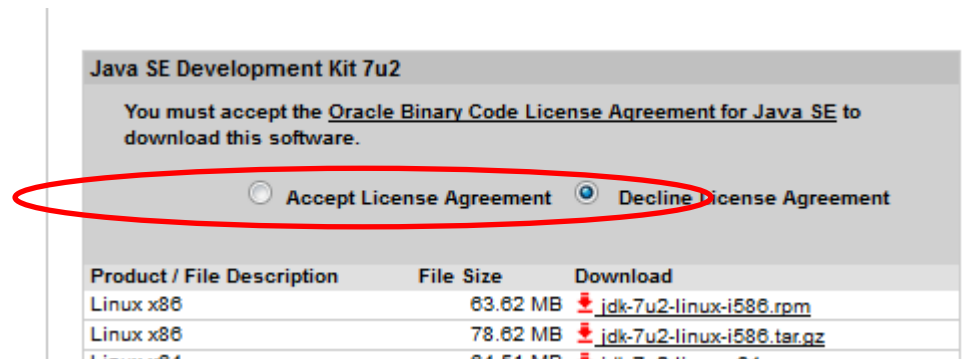 Java SE Development Kit 7u2
You must accept the Oracle Binary Code License Agreement for Java SE to
download this software.
Accept License Agreement Decline License Agreement
Product / File Description File Size Download
Linux x86 63.62 MB jdk-7u2-linux-i586.rpm
Linux x86 78.62 MB jdk-7u2-linux-i586.tar.gz